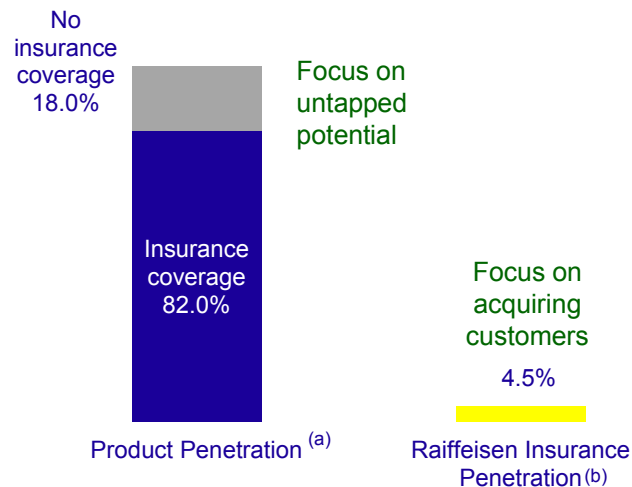 No
insurance
coverage
18.0%
Focus on
untapped
potential
Insurance
coverage
82.0%
Focus on
acquiring
customers
4.5%
Product Penetration (a)
Raiffeisen Insurance
Penetration(b)